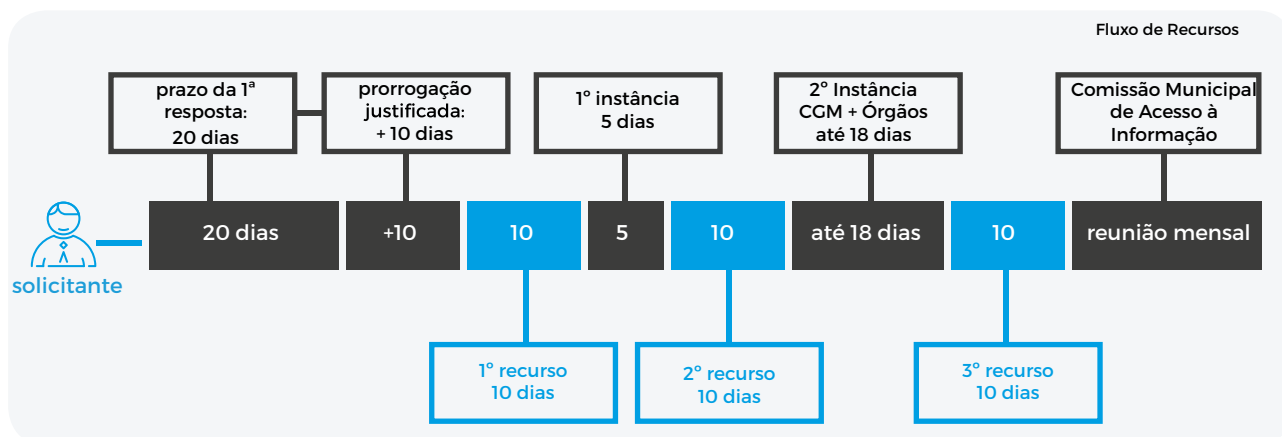 Fluxo de Recursos
prazo da 1ª
resposta:
20 dias
prorrogação
justificada:
+ 10 dias
1º instância
5 dias
2º Instância
CGM + Órgãos
até 18 dias
Comissão Municipal
de Acesso à
Informação
solicitante
20 dias
+10
10
5
10
até 18 dias
10
reunião mensal
1º recurso
10 dias
2º recurso
10 dias
3º recurso
10 dias